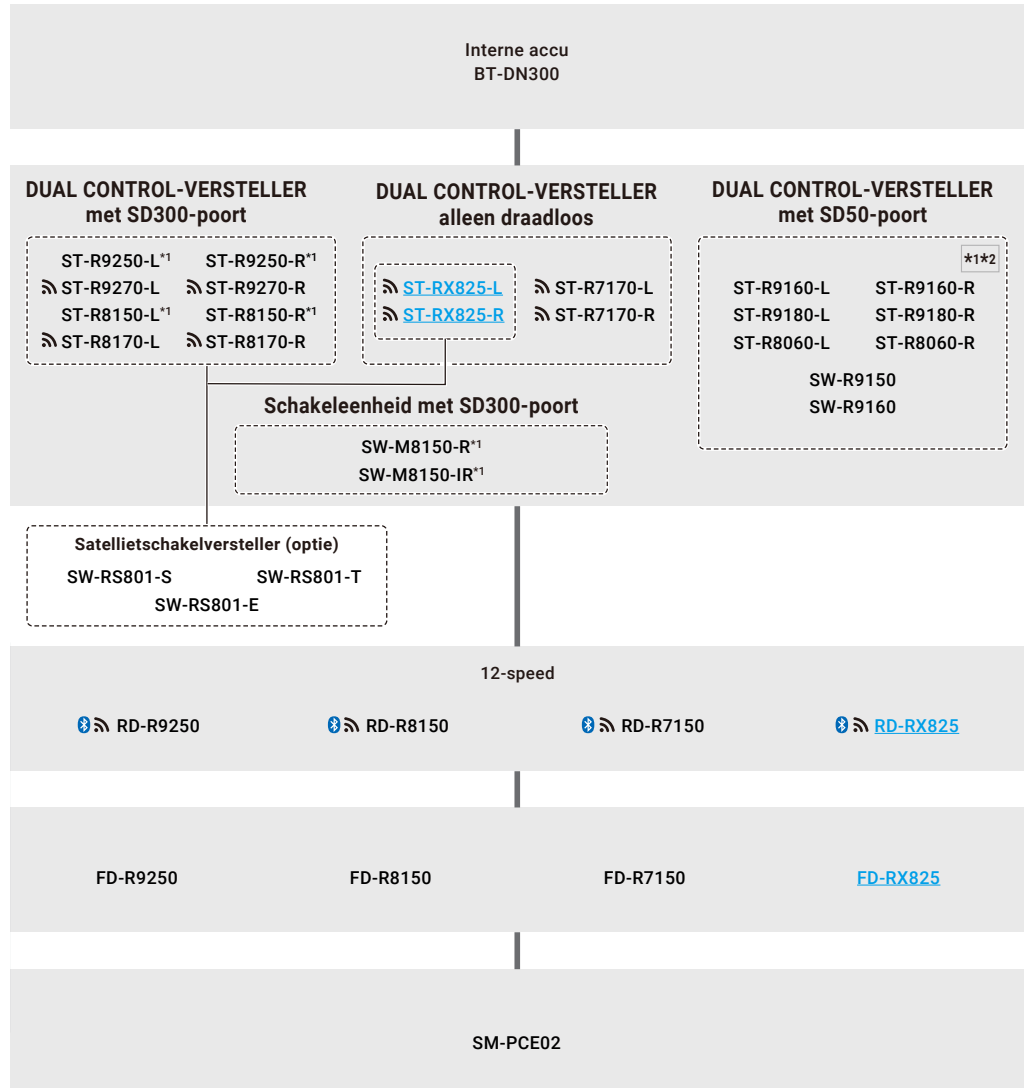 Interne accu
BT-DN300
DUAL CONTROL-VERSTELLER
met SD300-poort
ST-R9250-L*1 ST-R9250-R*1
ST-R9270-L ST-R9270-R
ST-R8150-L*1 ST-R8150-R*1
ST-R8170-L ST-R8170-R
DUAL CONTROL-VERSTELLER
alleen draadloos
ST-RX825-L ST-R7170-L
ST-RX825-R ST-R7170-R
DUAL CONTROL-VERSTELLER
met SD50-poort
*1*2
ST-R9160-L ST-R9160-R
ST-R9180-L ST-R9180-R
ST-R8060-L ST-R8060-R
SW-R9150
SW-R9160
Schakeleenheid met SD300-poort
SW-M8150-R*1
SW-M8150-IR*1
Satellietschakelversteller (optie)
SW-RS801-S SW-RS801-T
SW-RS801-E
12-speed
RD-R9250 RD-R8150 RD-R7150 RD-RX825
FD-R9250 FD-R8150 FD-R7150 FD-RX825
SM-PCE02